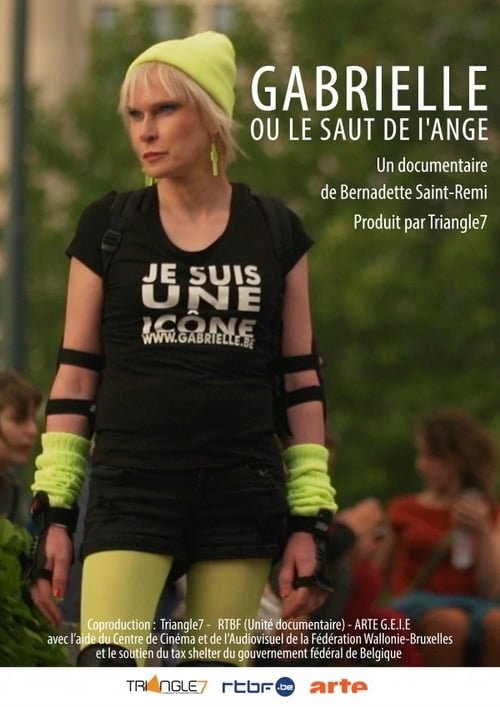 GABRIELLE
OU LE SAUT DE l'ANGE
Un documentaire
de Bernadette Saint-Remi
Produit par Triangle7
JE SUIS
UNE
ICÔNE
WWW.GABRIELLE.BE
Coproduction : Triangle7 - RTBF (Unité documentaire) - ARTE G.E.I.E
avec l'aide du Centre de Cinéma et de l'Audiovisuel de la Fédération Wallonie-Bruxelles
et le soutien du tax shelter du gouvernement fédéral de Belgique
TRIANGLE7 rtbf.be arte